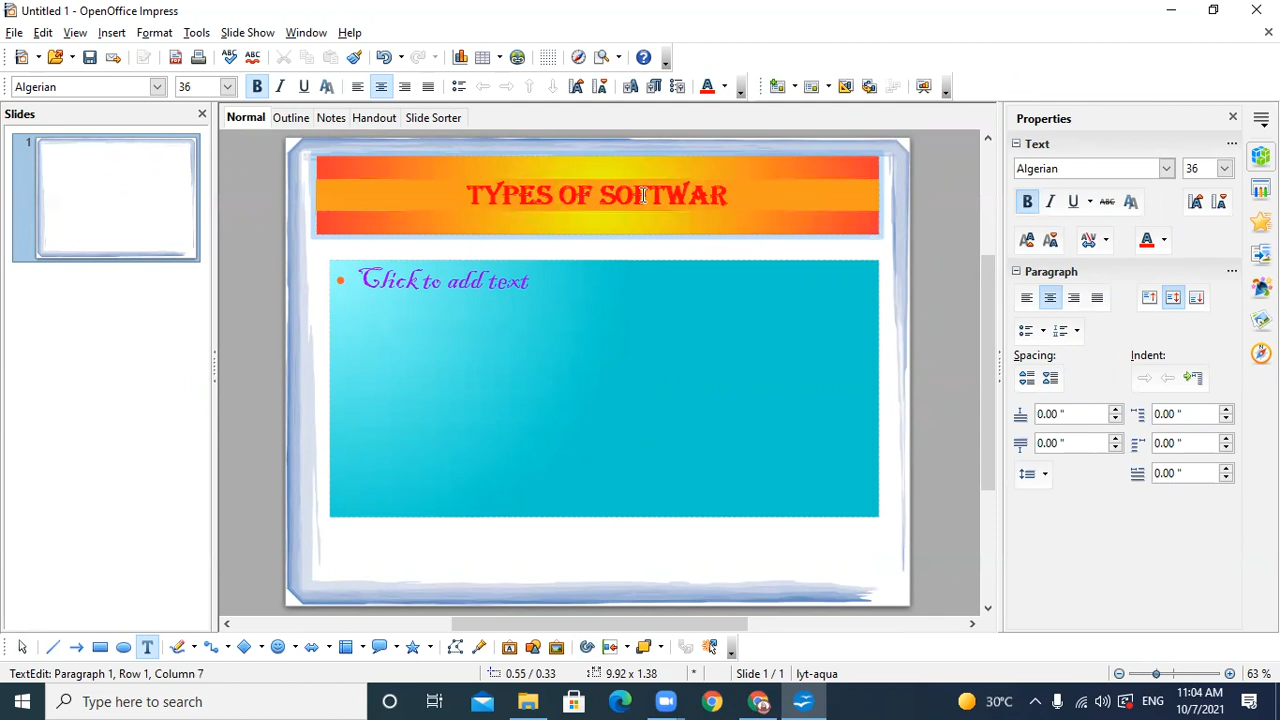 Untitled 1 - OpenOffice Impress
File Edit View Insert Format Tools Slide Show Window Help
Algerian 36
Slides
Normal Outline Notes Handout Slide Sorter
1
TYPES OF SOFTWAR
Click to add text
Properties
Text
Algerian 36
Paragraph
Spacing: Indent:
0.00 " 0.00 "
0.00 " 0.00 "
0.00 "
TextEdit: Paragraph 1, Row 1, Column 7 0.55 / 0.33 9.92 x 1.38 * Slide 1 / 1 lyt-aqua 63 %
Type here to search 30°C ENG 11:04 AM
10/7/2021